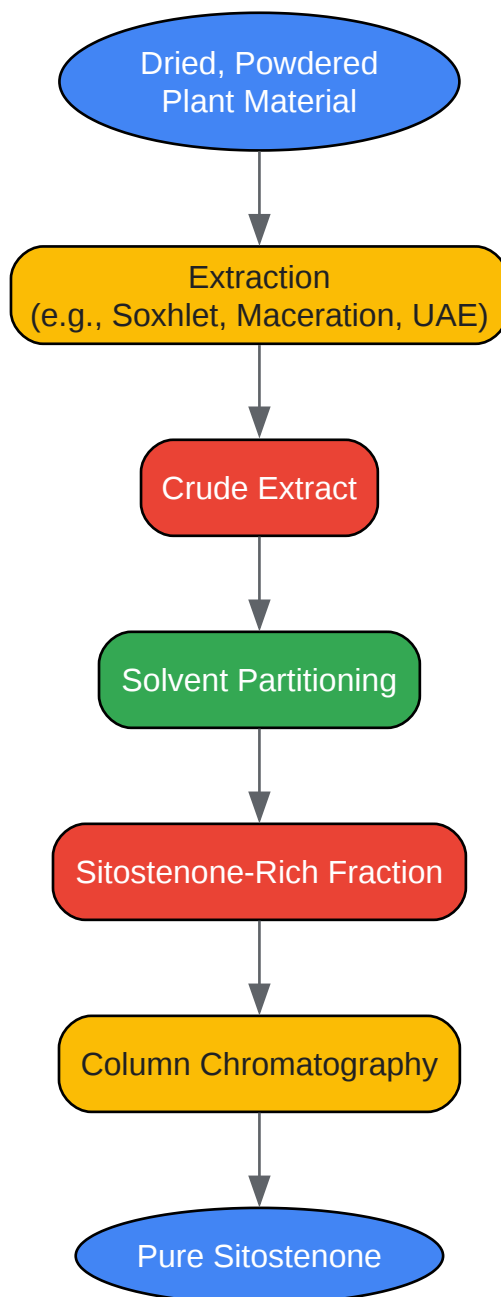 Dried, Powdered
Plant Material
Extraction
(e.g., Soxhlet, Maceration, UAE)
Crude Extract
Solvent Partitioning
Sitostenone-Rich Fraction
Column Chromatography
Pure Sitostenone